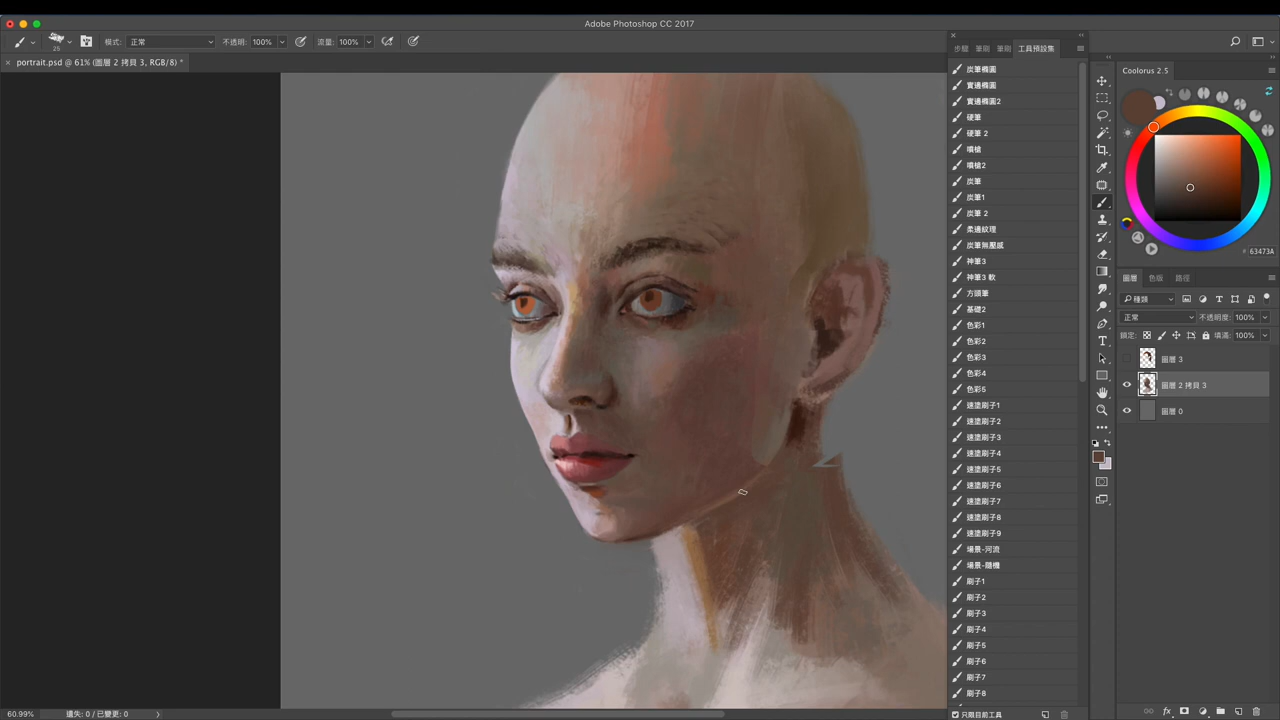 Adobe Photoshop CC 2017
25
模式: 正常
不透明: 100%
流量: 100%
portrait.psd @ 61% (圖層 2 拷貝 3, RGB/8) *
步驟 筆刷 筆刷 工具預設集
炭筆橢圓
實邊橢圓
實邊橢圓2
硬筆
硬筆 2
噴槍
噴槍2
炭筆
炭筆1
炭筆 2
柔邊紋理
炭筆無壓感
神筆3
神筆3 軟
方頭筆
基礎2
色彩1
色彩2
色彩3
色彩4
色彩5
速塗刷子1
速塗刷子2
速塗刷子3
速塗刷子4
速塗刷子5
速塗刷子6
速塗刷子7
速塗刷子8
速塗刷子9
場景-河流
場景-隨機
刷子1
刷子2
刷子3
刷子4
刷子5
刷子6
刷子7
刷子8
只限目前工具
Coolorus 2.5
# 63473A
圖層 色版 路徑
種類
正常 不透明度: 100%
鎖定: 填滿: 100%
圖層 3
圖層 2 拷貝 3
圖層 0
60.99% 遺失: 0 / 已變更: 0